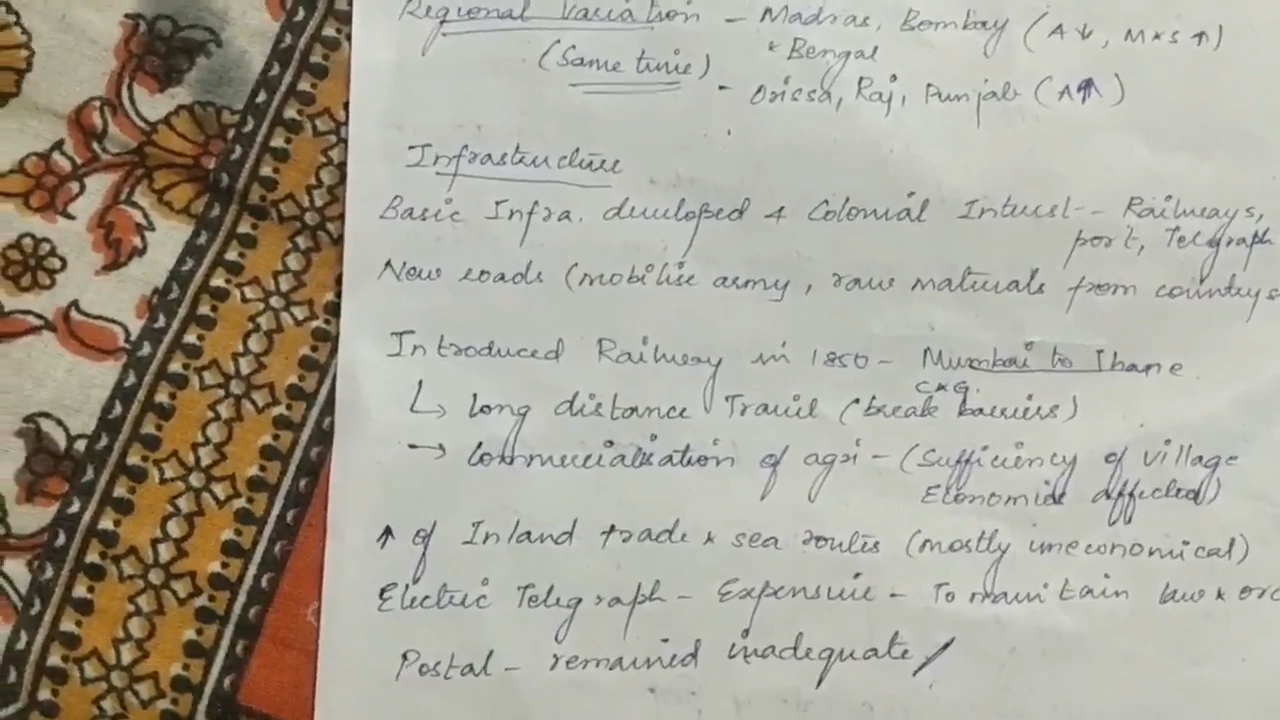 Regional Variation - Madras, Bombay (A↓, M & S ↑)
(Same time)
& Bengal
- Orissa, Raj, Punjab (A↑)
Infrastructure
Basic Infra. developed & Colonial Interest - Railways,
port, Telegraph
New roads (mobilise army, raw materials from countrys
Introduced Railway in 1850 - Mumbai to Thane
C & G.
↳ Long distance Travel (break barriers)
→ Commercialisation of agri - (Sufficiency of village
Economies affected)
↑ of Inland trade & sea routes (mostly uneconomical)
Electric Telegraph - Expensive - To maintain law & ord
Postal - remained inadequate/